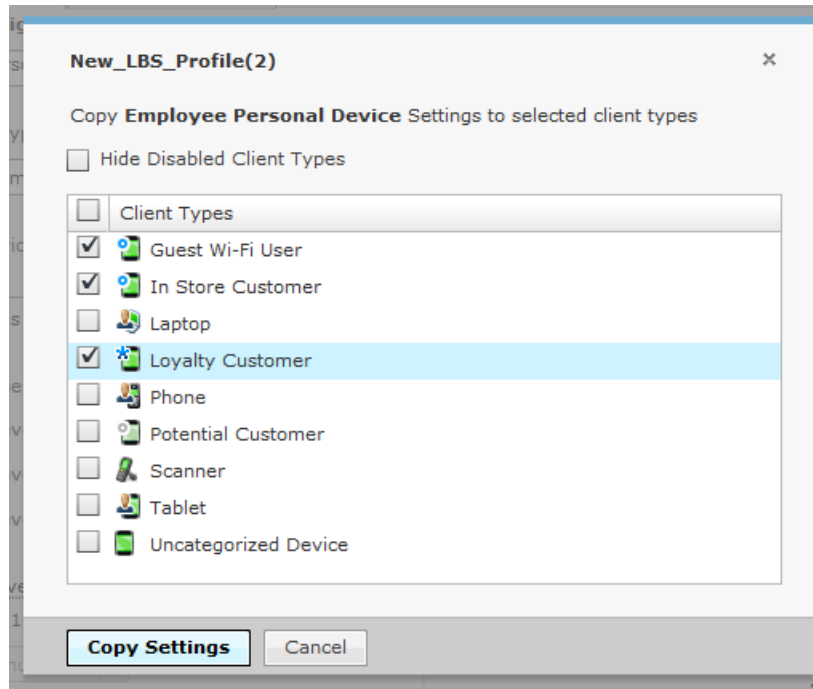 New_LBS_Profile(2)
Copy Employee Personal Device Settings to selected client types
Hide Disabled Client Types
Client Types
Guest Wi-Fi User
In Store Customer
Laptop
Loyalty Customer
Phone
Potential Customer
Scanner
Tablet
Uncategorized Device
Copy Settings Cancel